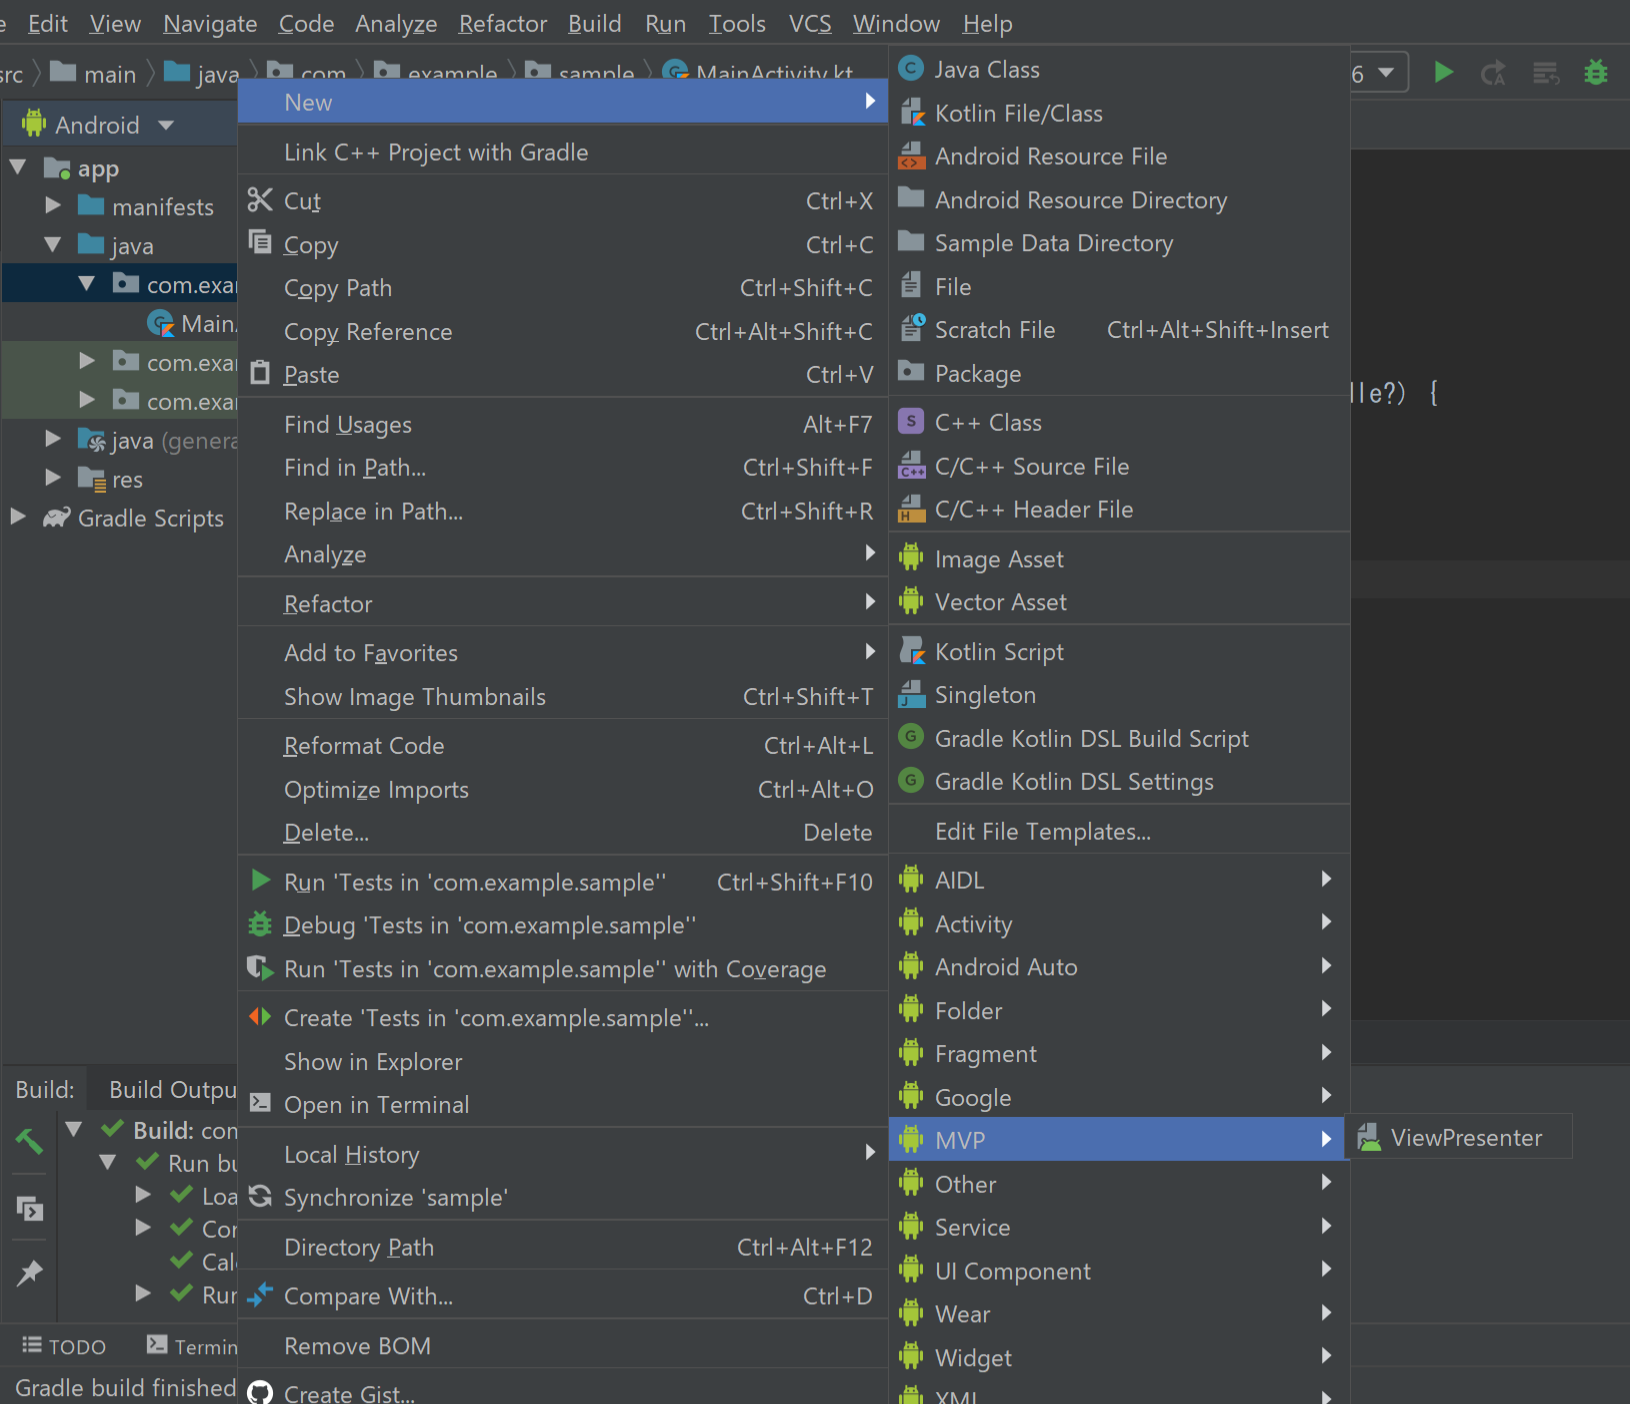 Edit View Navigate Code Analyze Refactor Build Run Tools VCS Window Help
src main java com example sample MainActivity.kt 6
Android
app
manifests
java
com.exa
Main
com.exa
com.exa
java (genera
res
Gradle Scripts
New
Link C++ Project with Gradle
Cut Ctrl+X
Copy Ctrl+C
Copy Path Ctrl+Shift+C
Copy Reference Ctrl+Alt+Shift+C
Paste Ctrl+V
Find Usages Alt+F7
Find in Path... Ctrl+Shift+F
Replace in Path... Ctrl+Shift+R
Analyze
Refactor
Add to Favorites
Show Image Thumbnails Ctrl+Shift+T
Reformat Code Ctrl+Alt+L
Optimize Imports Ctrl+Alt+O
Delete... Delete
Run 'Tests in 'com.example.sample'' Ctrl+Shift+F10
Debug 'Tests in 'com.example.sample''
Run 'Tests in 'com.example.sample'' with Coverage
Create 'Tests in 'com.example.sample''...
Show in Explorer
Open in Terminal
Local History
Synchronize 'sample'
Directory Path Ctrl+Alt+F12
Compare With... Ctrl+D
Remove BOM
Create Gist...
Java Class
Kotlin File/Class
Android Resource File
Android Resource Directory
Sample Data Directory
File
Scratch File Ctrl+Alt+Shift+Insert
Package
C++ Class
C/C++ Source File
C/C++ Header File
Image Asset
Vector Asset
Kotlin Script
Singleton
Gradle Kotlin DSL Build Script
Gradle Kotlin DSL Settings
Edit File Templates...
AIDL
Activity
Android Auto
Folder
Fragment
Google
MVP
Other
Service
UI Component
Wear
Widget
XML
ViewPresenter
lle?) {
Build: Build Outpu
Build: com
Run bu
Loa
Con
Calc
Run
TODO Termin
Gradle build finished